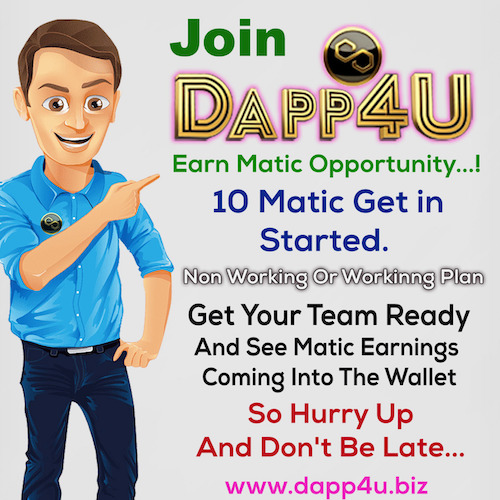 Join
DAPP4U
Earn Matic Opportunity...!
10 Matic Get in
Started.
Non Working Or Workinng Plan
Get Your Team Ready
And See Matic Earnings
Coming Into The Wallet
So Hurry Up
And Don't Be Late...
www.dapp4u.biz